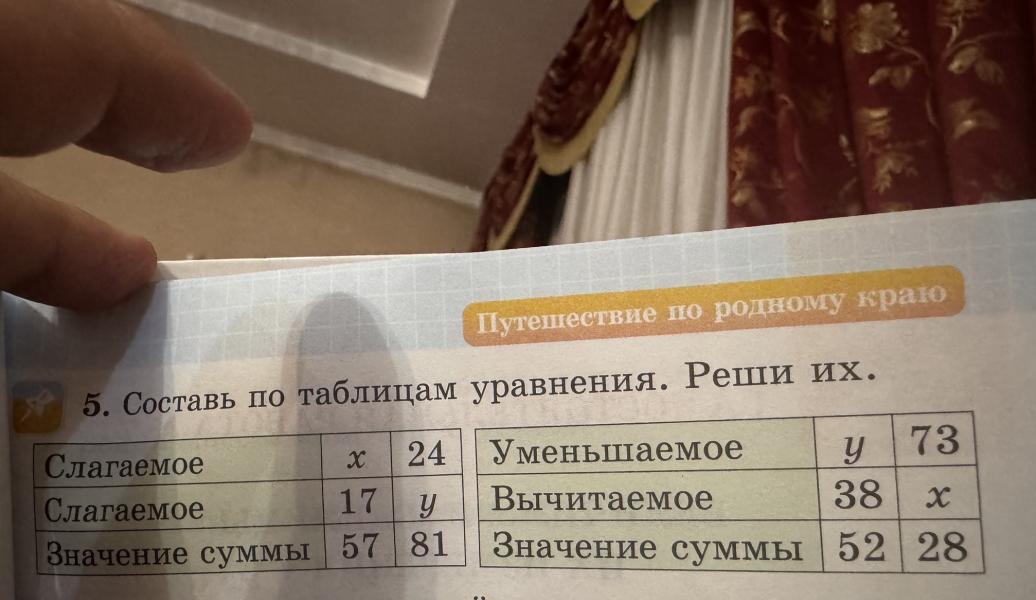 Путешествие по родному краю
5. Составь по таблицам уравнения. Реши их.
Слагаемое x 24
Слагаемое 17 y
Значение суммы 57 81
Уменьшаемое y 73
Вычитаемое 38 x
Значение суммы 52 28